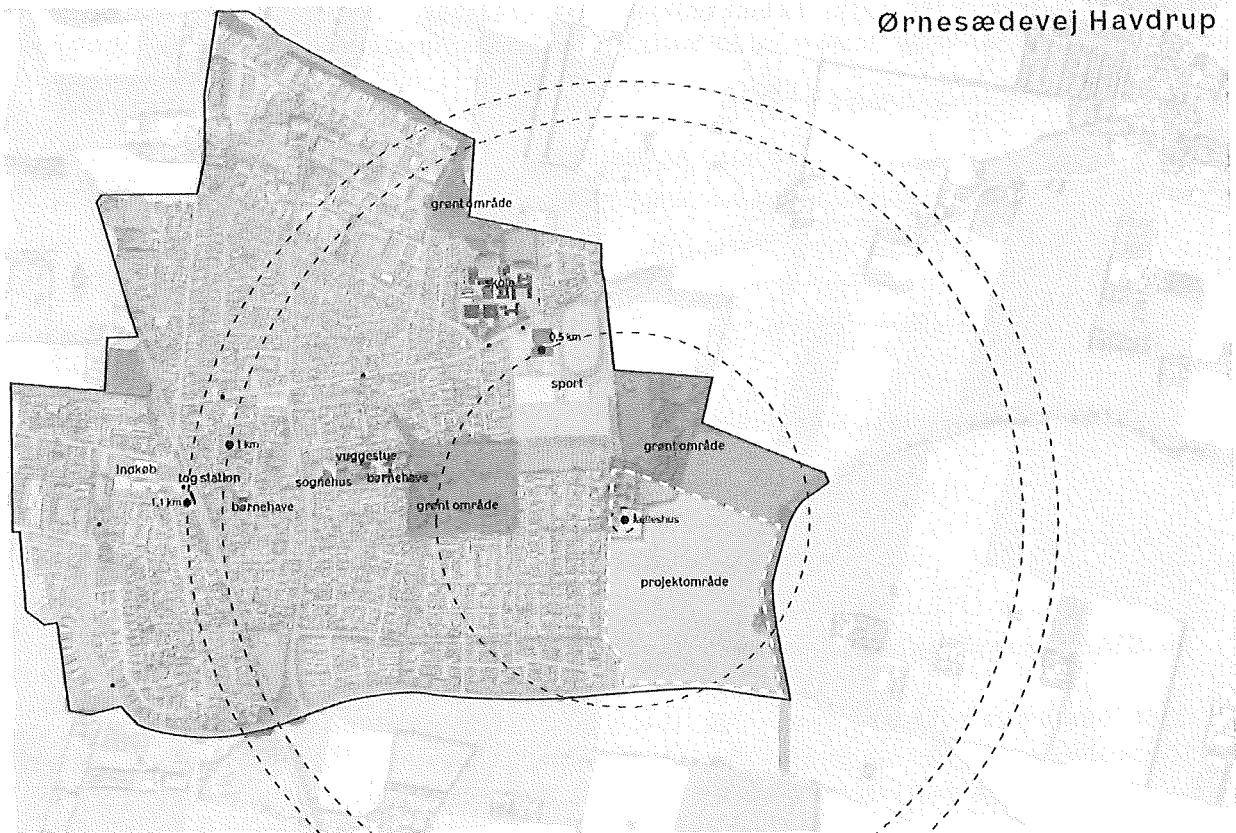 Ørnesædevej Havdrup
grønt område
skole
0,5 km
sport
1 km
grønt område
vuggestue
Indkøb
tog station
sognehus
børnehave
1,1 km
børnehave
grønt område
fælleshus
projektområde